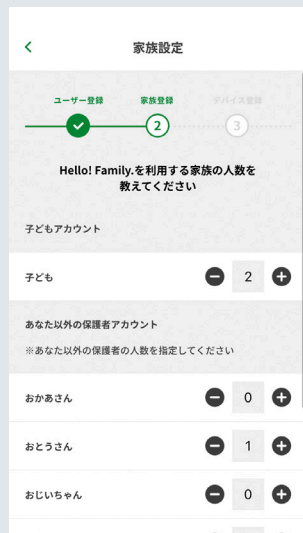 家族設定
ユーザー登録
家族登録
デバイス登録
2
3
Hello! Family.を利用する家族の人数を
教えてください
子どもアカウント
子ども
2
あなた以外の保護者アカウント
※あなた以外の保護者の人数を指定してください
おかあさん
0
おとうさん
1
おじいちゃん
0